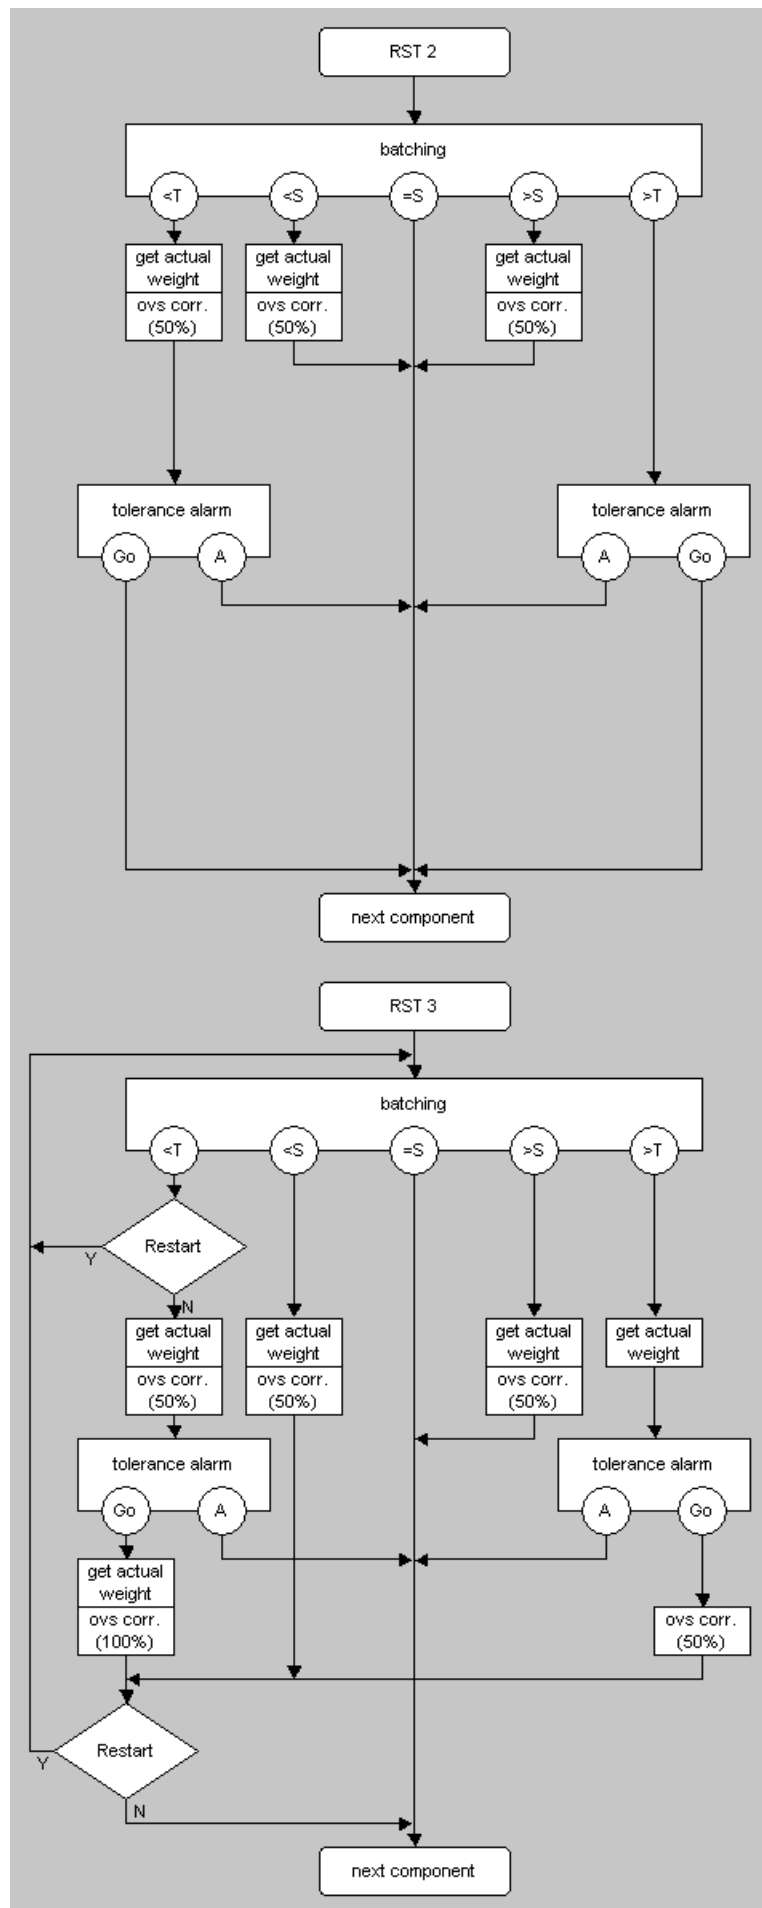 RST 2
batching
<T
<S
=S
>S
>T
get actual
weight
ovs corr.
(50%)
get actual
weight
ovs corr.
(50%)
get actual
weight
ovs corr.
(50%)
tolerance alarm
Go
A
tolerance alarm
A
Go
next component
RST 3
batching
<T
<S
=S
>S
>T
Restart
Y
N
get actual
weight
ovs corr.
(50%)
get actual
weight
ovs corr.
(50%)
get actual
weight
ovs corr.
(50%)
get actual
weight
tolerance alarm
Go
A
tolerance alarm
A
Go
get actual
weight
ovs corr.
(100%)
ovs corr.
(50%)
Restart
Y
N
next component